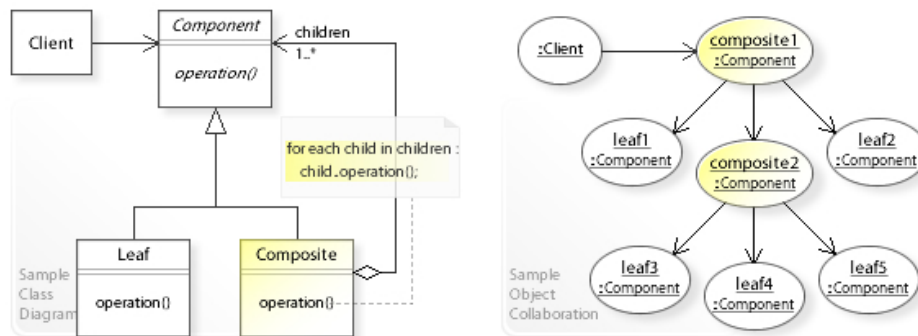 Client
Component
operation()
children
1..*
for each child in children :
child.operation();
Leaf
operation()
Composite
operation()
Sample
Class
Diagram
:Client
composite1
:Component
leaf1
:Component
composite2
:Component
leaf2
:Component
leaf3
:Component
leaf4
:Component
leaf5
:Component
Sample
Object
Collaboration